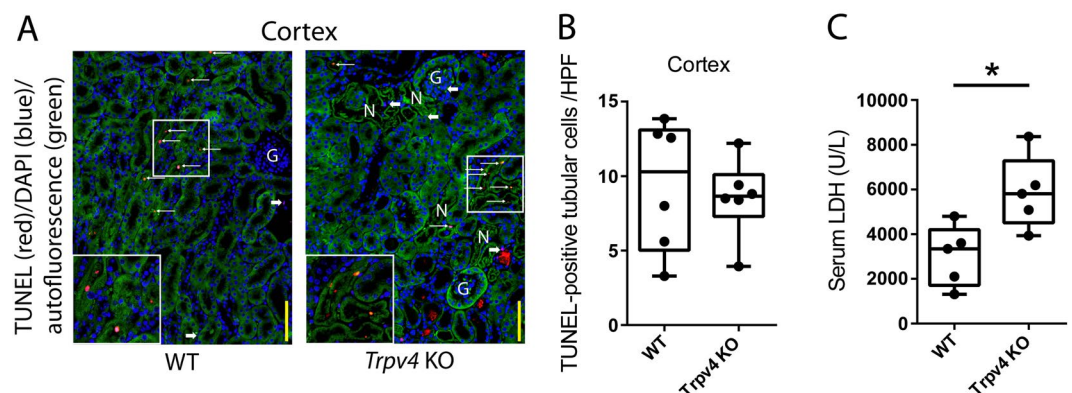 A
Cortex
TUNEL (red)/DAPI (blue)/
autofluorescence (green)
G
G
N
N
N
N
G
WT
Trpv4 KO
B
Cortex
TUNEL-positive tubular cells /HPF
15
10
5
0
WT
Trpv4 KO
C
*
Serum LDH (U/L)
10000
8000
6000
4000
2000
0
WT
Trpv4 KO